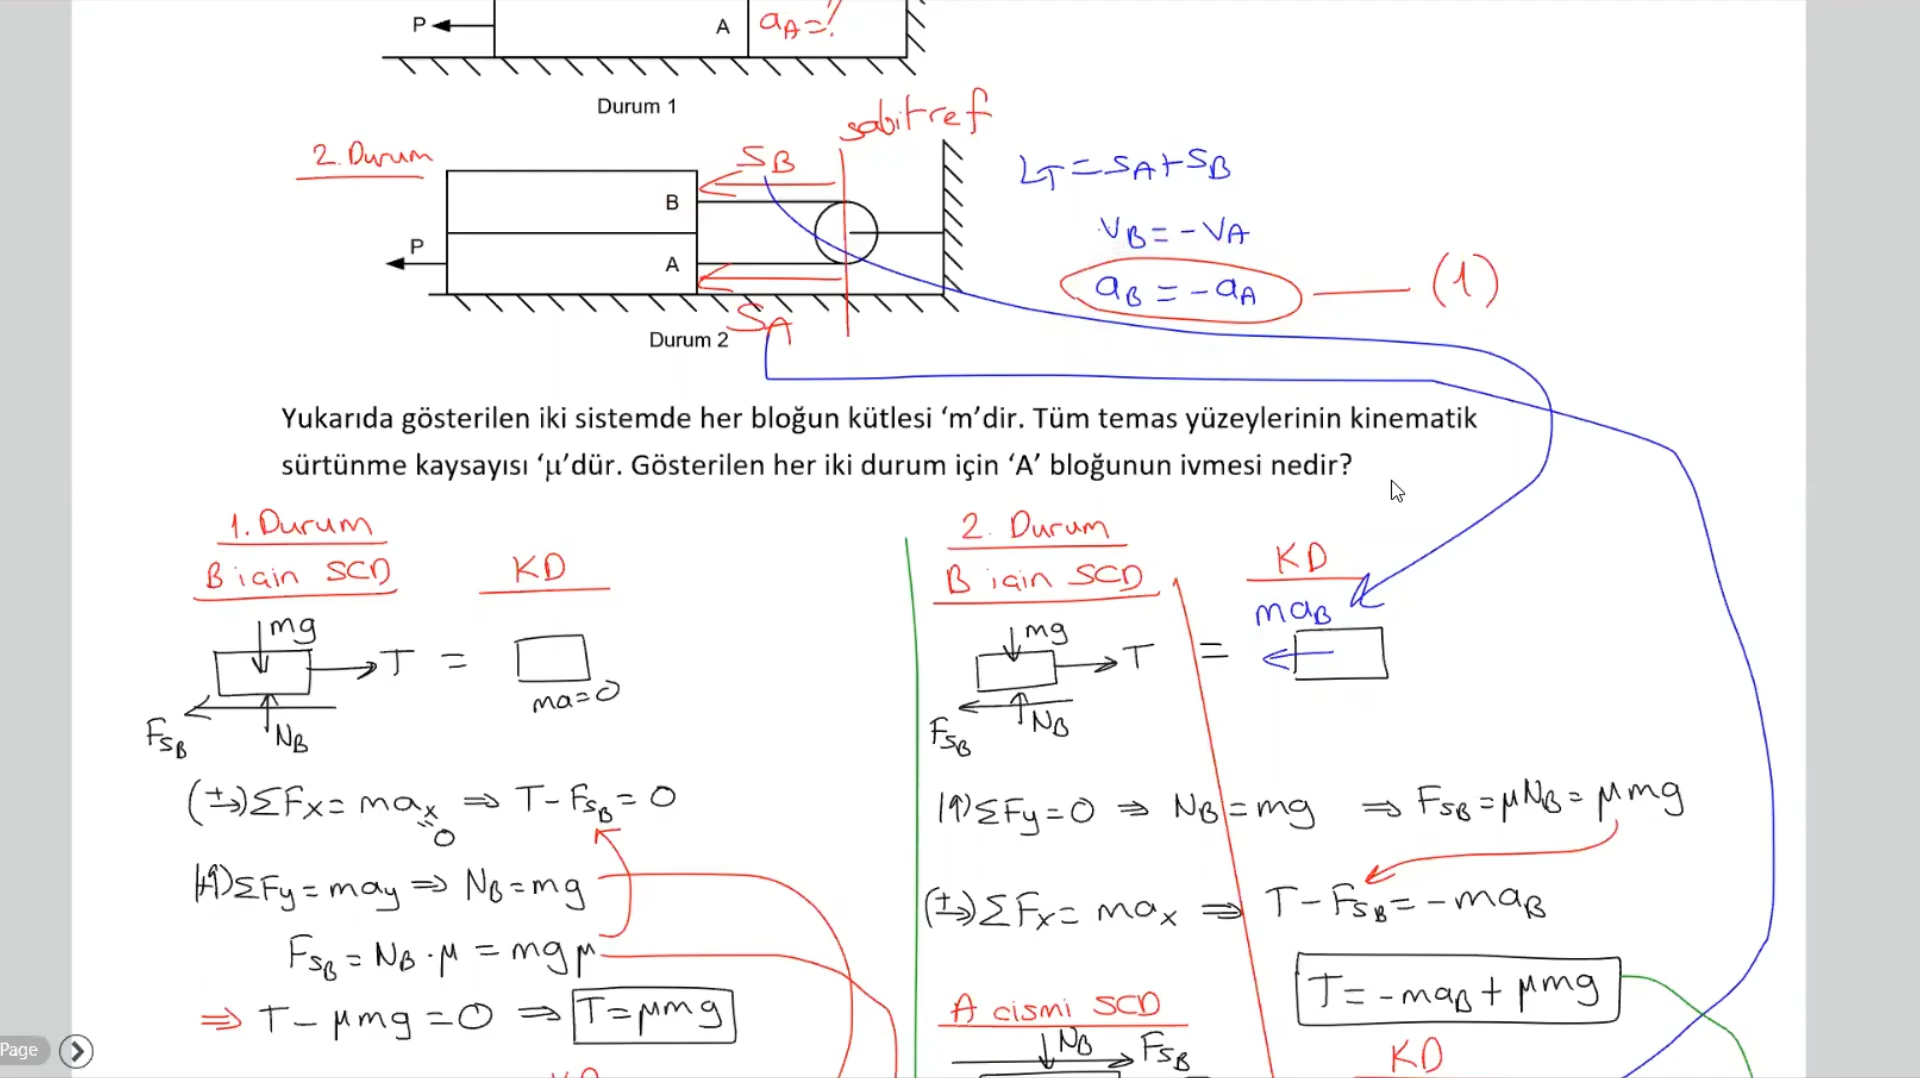 P A aA=?
Durum 1
sabit ref
2. Durum
SB
B
P
A
SA
Durum 2
LT=SA+SB
VB=-VA
aB=-aA (1)
Yukarıda gösterilen iki sistemde her bloğun kütlesi ‘m’dir. Tüm temas yüzeylerinin kinematik
sürtünme kaysayısı ‘µ’dür. Gösterilen her iki durum için ‘A’ bloğunun ivmesi nedir?
1. Durum
B için SCD KD
mg
T = 
ma=0
FSB NB
(±→)ΣFx=max ⇒ T-FSB=0
=0
(+↑)ΣFy=may ⇒ NB=mg
FSB=NB.µ=mgµ
⇒ T-µmg=0 ⇒ T=µmg
KD
2. Durum
B için SCD KD
maB
mg
T =
FSB NB
(↑)ΣFy=0 ⇒ NB=mg ⇒ FSB=µNB=µmg
(±→)ΣFx=max ⇒ T-FSB=-maB
T=-maB+µmg
A cismi SCD
NB FSB
KD
Page